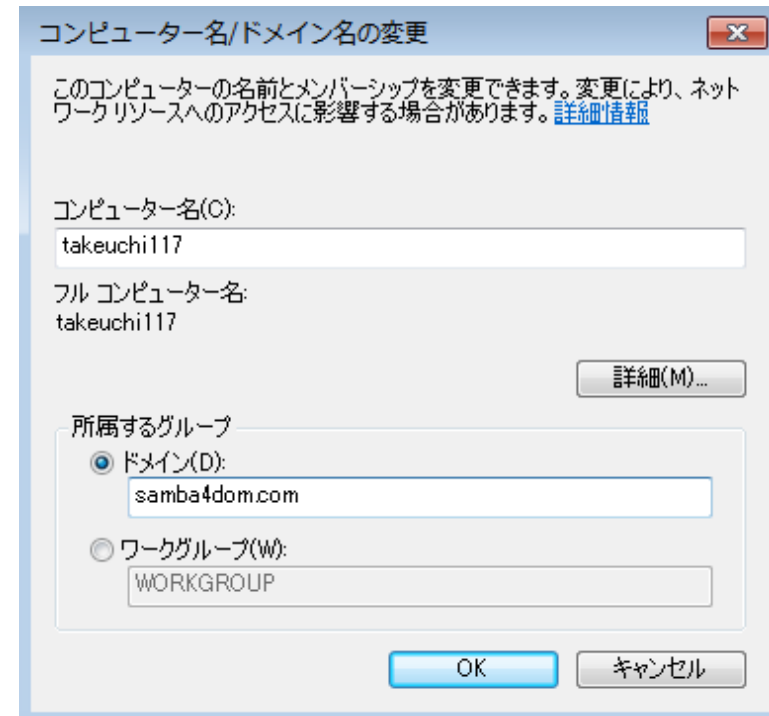 コンピューター名/ドメイン名の変更
このコンピューターの名前とメンバーシップを変更できます。変更により、ネット
ワーク リソースへのアクセスに影響する場合があります。詳細情報
コンピューター名(C):
takeuchi117
フル コンピューター名:
takeuchi117
詳細(M)...
所属するグループ
ドメイン(D):
samba4dom.com
ワークグループ(W):
WORKGROUP
OK
キャンセル